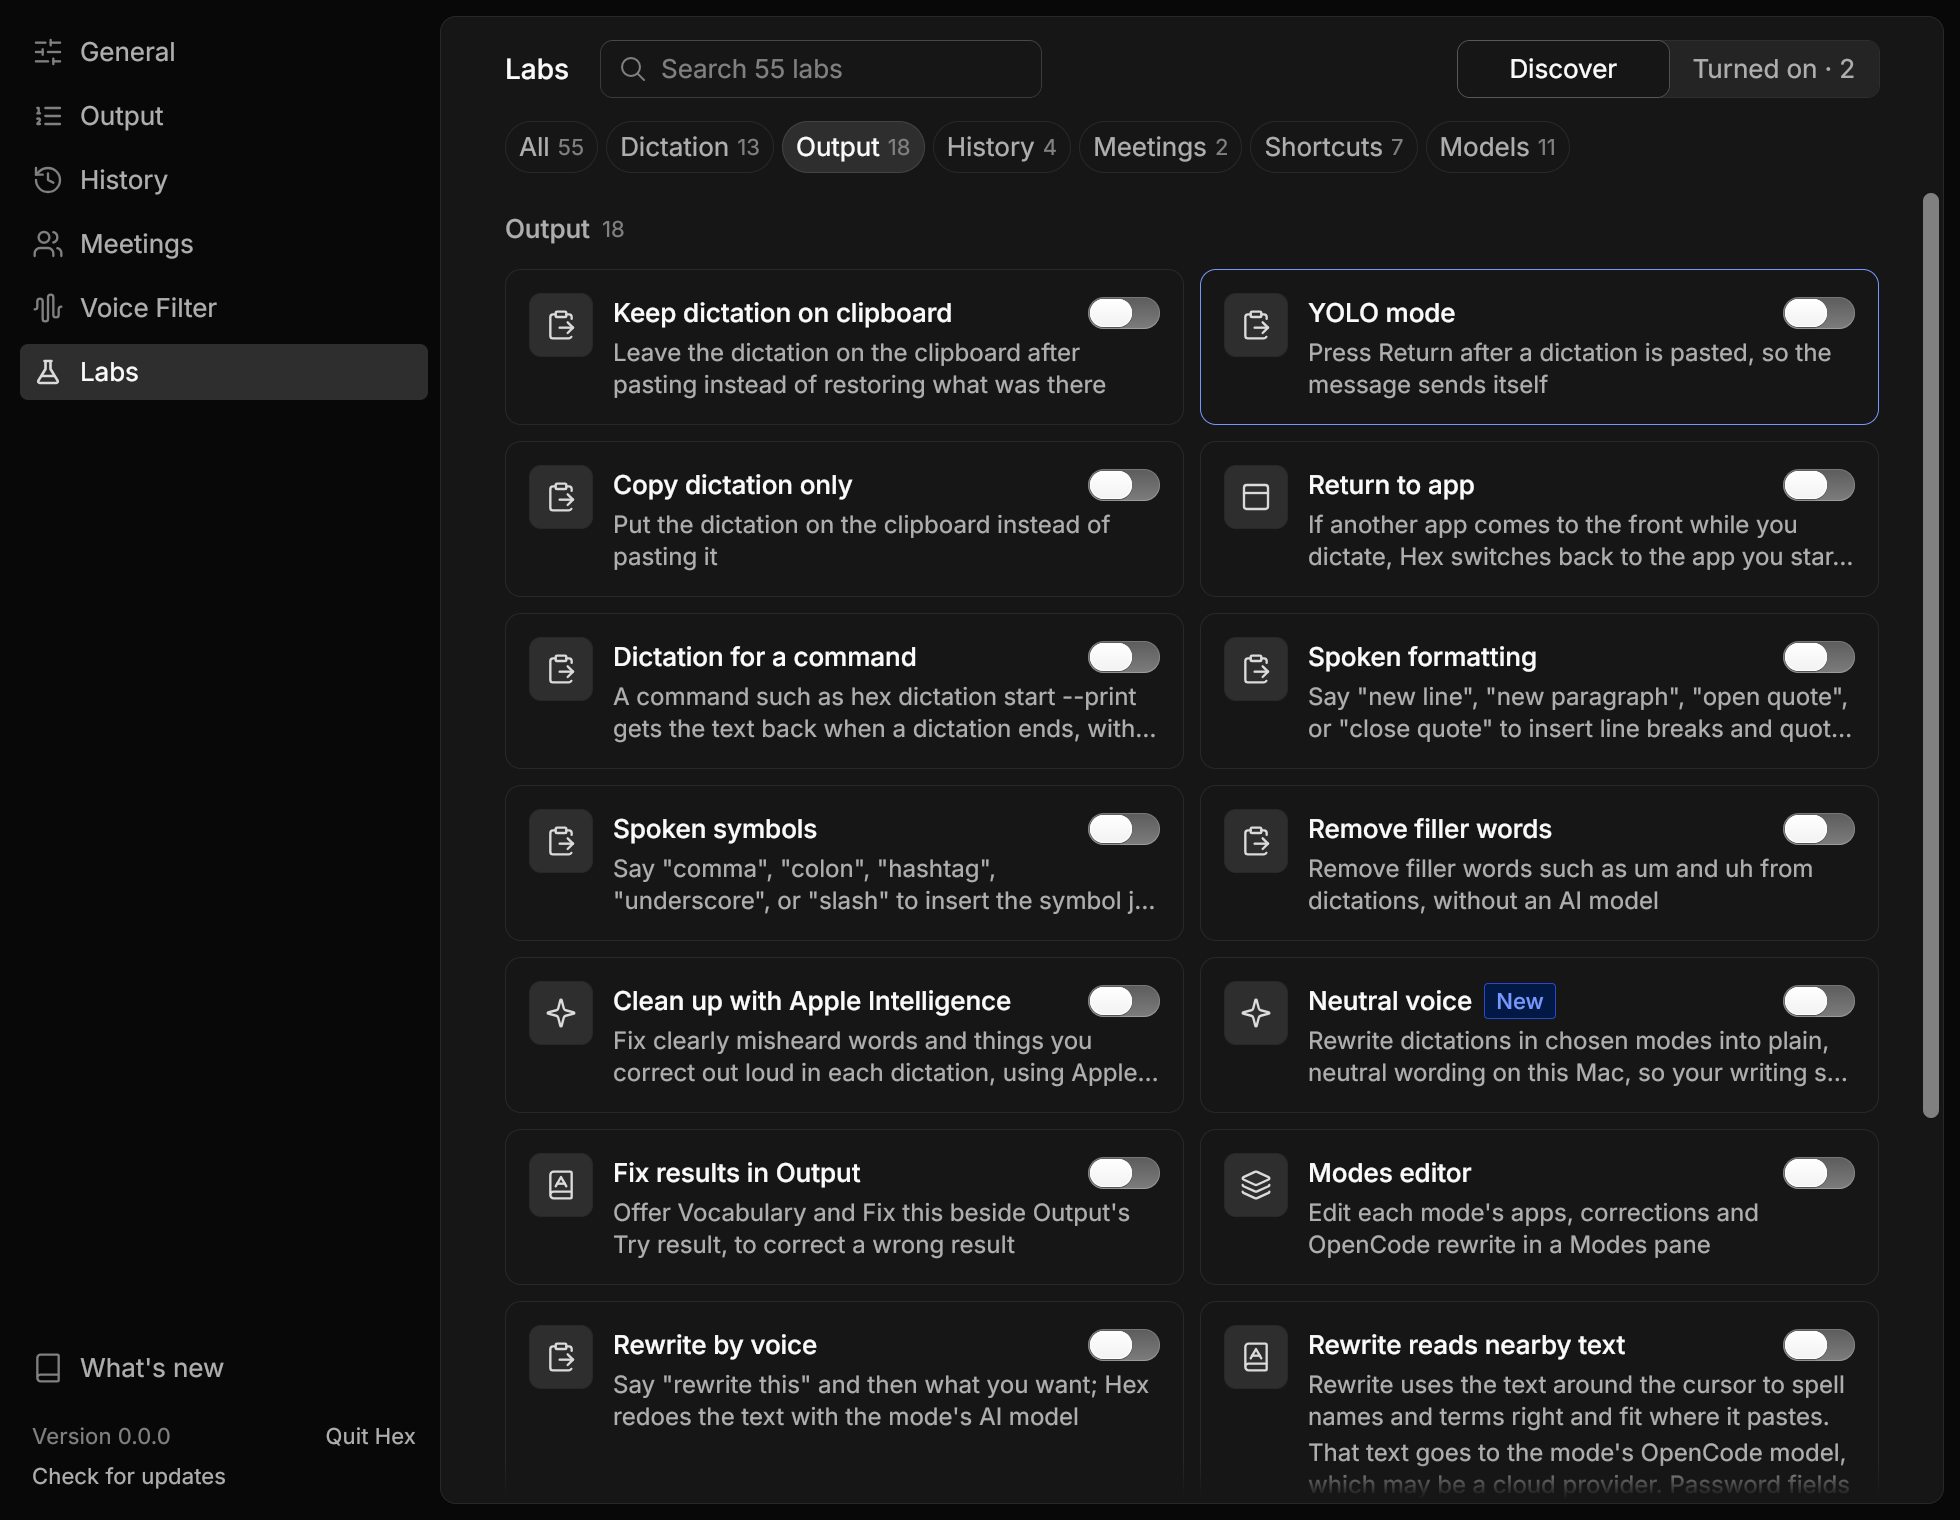 General
Output
History
Meetings
Voice Filter
Labs
What's new
Version 0.0.0
Quit Hex
Check for updates
Labs
Search 55 labs
Discover
Turned on · 2
All 55
Dictation 13
Output 18
History 4
Meetings 2
Shortcuts 7
Models 11
Output 18
Keep dictation on clipboard
Leave the dictation on the clipboard after
pasting instead of restoring what was there
YOLO mode
Press Return after a dictation is pasted, so the
message sends itself
Copy dictation only
Put the dictation on the clipboard instead of
pasting it
Return to app
If another app comes to the front while you
dictate, Hex switches back to the app you star...
Dictation for a command
A command such as hex dictation start --print
gets the text back when a dictation ends, with...
Spoken formatting
Say "new line", "new paragraph", "open quote",
or "close quote" to insert line breaks and quot...
Spoken symbols
Say "comma", "colon", "hashtag",
"underscore", or "slash" to insert the symbol j...
Remove filler words
Remove filler words such as um and uh from
dictations, without an AI model
Clean up with Apple Intelligence
Fix clearly misheard words and things you
correct out loud in each dictation, using Apple...
Neutral voice New
Rewrite dictations in chosen modes into plain,
neutral wording on this Mac, so your writing s...
Fix results in Output
Offer Vocabulary and Fix this beside Output's
Try result, to correct a wrong result
Modes editor
Edit each mode's apps, corrections and
OpenCode rewrite in a Modes pane
Rewrite by voice
Say "rewrite this" and then what you want; Hex
redoes the text with the mode's AI model
Rewrite reads nearby text
Rewrite uses the text around the cursor to spell
names and terms right and fit where it pastes.
That text goes to the mode's OpenCode model,
which may be a cloud provider. Password fields